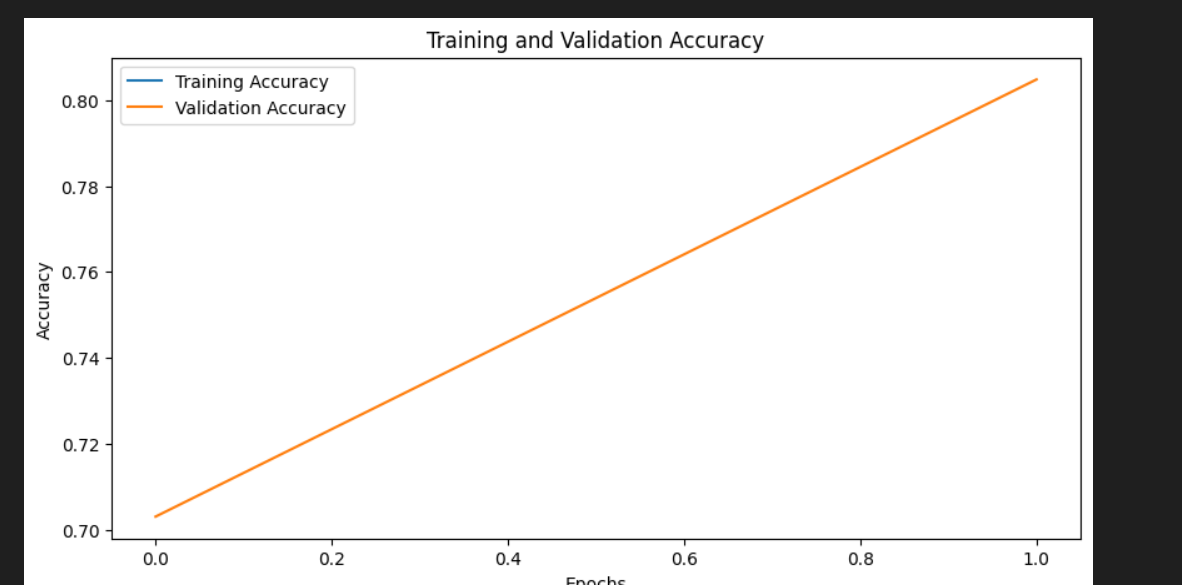 Training and Validation Accuracy
Training Accuracy
Validation Accuracy
Accuracy
0.80
0.78
0.76
0.74
0.72
0.70
0.0 0.2 0.4 0.6 0.8 1.0
Epochs